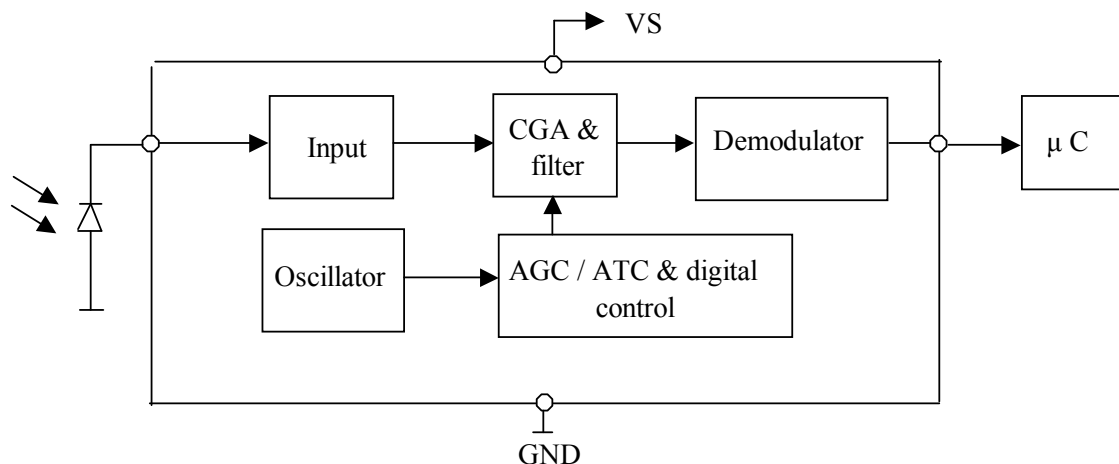 VS
Input
CGA &
filter
Demodulator
μ C
Oscillator
AGC / ATC & digital
control
GND